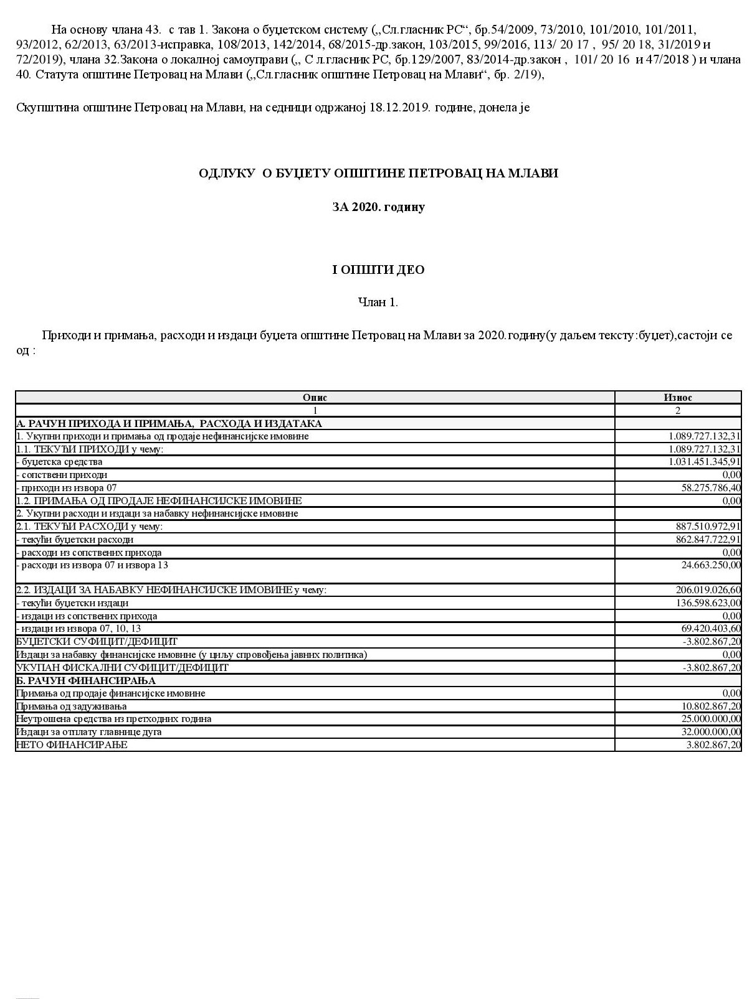 На основу члана 43. с тав 1. Закона о буџетском систему („Сл.гласник РС“, бр.54/2009, 73/2010, 101/2010, 101/2011,
93/2012, 62/2013, 63/2013-исправка, 108/2013, 142/2014, 68/2015-др.закон, 103/2015, 99/2016, 113/ 20 17 , 95/ 20 18, 31/2019 и
72/2019), члана 32.Закона о локалној самоуправи („ С л.гласник РС, бр.129/2007, 83/2014-др.закон , 101/ 20 16 и 47/2018 ) и члана
40. Статута општине Петровац на Млави („Сл.гласник општине Петровац на Млави“, бр. 2/19),
Скупштина општине Петровац на Млави, на седници одржаној 18.12.2019. године, донела је
ОДЛУКУ О БУЏЕТУ ОПШТИНЕ ПЕТРОВАЦ НА МЛАВИ
ЗА 2020. годину
I ОПШТИ ДЕО
Члан 1.
Приходи и примања, расходи и издаци буџета општине Петровац на Млави за 2020.годину(у даљем тексту:буџет),састоји се
од :
Опис Износ
1 2
А. РАЧУН ПРИХОДА И ПРИМАЊА, РАСХОДА И ИЗДАТАКА
1. Укупни приходи и примања од продаје нефинансијске имовине 1.089.727.132,31
1.1. ТЕКУЋИ ПРИХОДИ у чему: 1.089.727.132,31
- буџетска средства 1.031.451.345,91
- сопствени приходи 0,00
- приходи из извора 07 58.275.786,40
1.2. ПРИМАЊА ОД ПРОДАЈЕ НЕФИНАНСИЈСКЕ ИМОВИНЕ 0,00
2. Укупни расходи и издаци за набавку нефинансијске имовине
2.1. ТЕКУЋИ РАСХОДИ у чему: 887.510.972,91
- текући буџетски расходи 862.847.722,91
- расходи из сопствених прихода 0,00
- расходи из извора 07 и извора 13 24.663.250,00
2.2. ИЗДАЦИ ЗА НАБАВКУ НЕФИНАНСИЈСКЕ ИМОВИНЕ у чему: 206.019.026,60
- текући буџетски издаци 136.598.623,00
- издаци из сопствених прихода 0,00
- издаци из извора 07, 10, 13 69.420.403,60
БУЏЕТСКИ СУФИЦИТ/ДЕФИЦИТ -3.802.867,20
Издаци за набавку финансијске имовине (у циљу спровођења јавних политика) 0,00
УКУПАН ФИСКАЛНИ СУФИЦИТ/ДЕФИЦИТ -3.802.867,20
Б. РАЧУН ФИНАНСИРАЊА
Примања од продаје финансијске имовине 0,00
Примања од задуживања 10.802.867,20
Неутрошена средства из претходних година 25.000.000,00
Издаци за отплату главнице дуга 32.000.000,00
НЕТО ФИНАНСИРАЊЕ 3.802.867,20